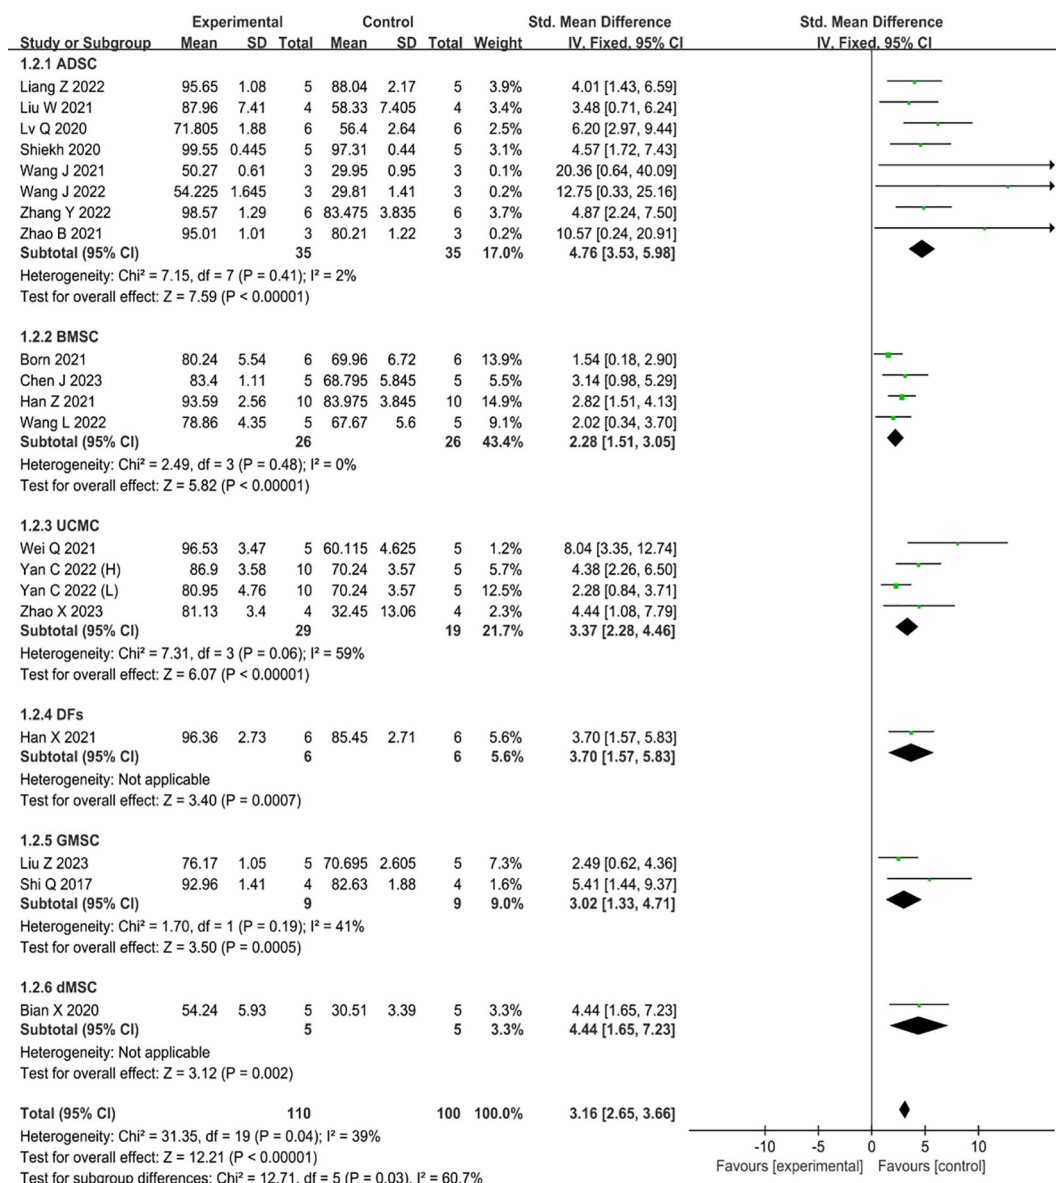 Experimental Control Std. Mean Difference Std. Mean Difference
Study or Subgroup Mean SD Total Mean SD Total Weight IV. Fixed. 95% CI IV. Fixed. 95% CI
1.2.1 ADSC
Liang Z 2022 95.65 1.08 5 88.04 2.17 5 3.9% 4.01 [1.43, 6.59]
Liu W 2021 87.96 7.41 4 58.33 7.405 4 3.4% 3.48 [0.71, 6.24]
Lv Q 2020 71.805 1.88 6 56.4 2.64 6 2.5% 6.20 [2.97, 9.44]
Shiekh 2020 99.55 0.445 5 97.31 0.44 5 3.2% 4.57 [1.72, 7.43]
Wang J 2021 50.27 0.61 3 29.95 0.95 3 0.1% 20.36 [0.64, 40.09]
Wang J 2022 54.225 1.645 3 29.81 1.41 3 0.2% 12.75 [0.33, 25.16]
Zhang Y 2022 98.57 1.29 6 83.475 3.835 6 3.7% 4.87 [2.24, 7.50]
Zhao B 2021 95.01 1.01 3 80.21 1.22 3 0.2% 10.57 [0.24, 20.91]
Subtotal (95% CI) 35 35 17.0% 4.76 [3.53, 5.98]
Heterogeneity: Chi² = 7.15, df = 7 (P = 0.41); I² = 2%
Test for overall effect: Z = 7.59 (P < 0.00001)
1.2.2 BMSC
Born 2021 80.24 5.54 6 69.96 6.72 6 13.9% 1.54 [0.18, 2.90]
Chen J 2023 83.4 1.11 5 68.795 5.845 5 5.5% 3.14 [0.98, 5.29]
Han Z 2021 93.59 2.56 10 83.975 3.845 10 14.9% 2.82 [1.51, 4.13]
Wang L 2022 78.86 4.35 5 67.67 5.6 5 9.1% 2.02 [0.34, 3.70]
Subtotal (95% CI) 26 26 43.4% 2.28 [1.51, 3.05]
Heterogeneity: Chi² = 2.49, df = 3 (P = 0.48); I² = 0%
Test for overall effect: Z = 5.82 (P < 0.00001)
1.2.3 UCMC
Wei Q 2021 96.53 3.47 5 60.115 4.625 5 1.2% 8.04 [3.35, 12.74]
Yan C 2022 (H) 86.9 3.58 10 70.24 3.57 5 5.7% 4.38 [2.26, 6.50]
Yan C 2022 (L) 80.95 4.76 10 70.24 3.57 5 12.5% 2.28 [0.84, 3.71]
Zhao X 2023 81.13 3.4 4 32.45 13.06 4 2.3% 4.44 [1.08, 7.79]
Subtotal (95% CI) 29 19 21.7% 3.37 [2.28, 4.46]
Heterogeneity: Chi² = 7.31, df = 3 (P = 0.06); I² = 59%
Test for overall effect: Z = 6.07 (P < 0.00001)
1.2.4 DFs
Han X 2021 96.36 2.73 6 85.45 2.71 6 5.6% 3.70 [1.57, 5.83]
Subtotal (95% CI) 6 6 5.6% 3.70 [1.57, 5.83]
Heterogeneity: Not applicable
Test for overall effect: Z = 3.40 (P = 0.0007)
1.2.5 GMSC
Liu Z 2023 76.17 1.05 5 70.695 2.605 5 7.3% 2.49 [0.62, 4.36]
Shi Q 2017 92.96 1.41 4 82.63 1.88 4 1.6% 5.41 [1.44, 9.37]
Subtotal (95% CI) 9 9 9.0% 3.02 [1.33, 4.71]
Heterogeneity: Chi² = 1.70, df = 1 (P = 0.19); I² = 41%
Test for overall effect: Z = 3.50 (P = 0.0005)
1.2.6 dMSC
Bian X 2020 54.24 5.93 5 30.51 3.39 5 3.3% 4.44 [1.65, 7.23]
Subtotal (95% CI) 5 5 3.3% 4.44 [1.65, 7.23]
Heterogeneity: Not applicable
Test for overall effect: Z = 3.12 (P = 0.002)
Total (95% CI) 110 100 100.0% 3.16 [2.65, 3.66]
Heterogeneity: Chi² = 31.35, df = 19 (P = 0.04); I² = 39%
Test for overall effect: Z = 12.21 (P < 0.00001)
Test for subgroup differences: Chi² = 12.71, df = 5 (P = 0.03), I² = 60.7%
-10 -5 0 5 10
Favours [experimental] Favours [control]